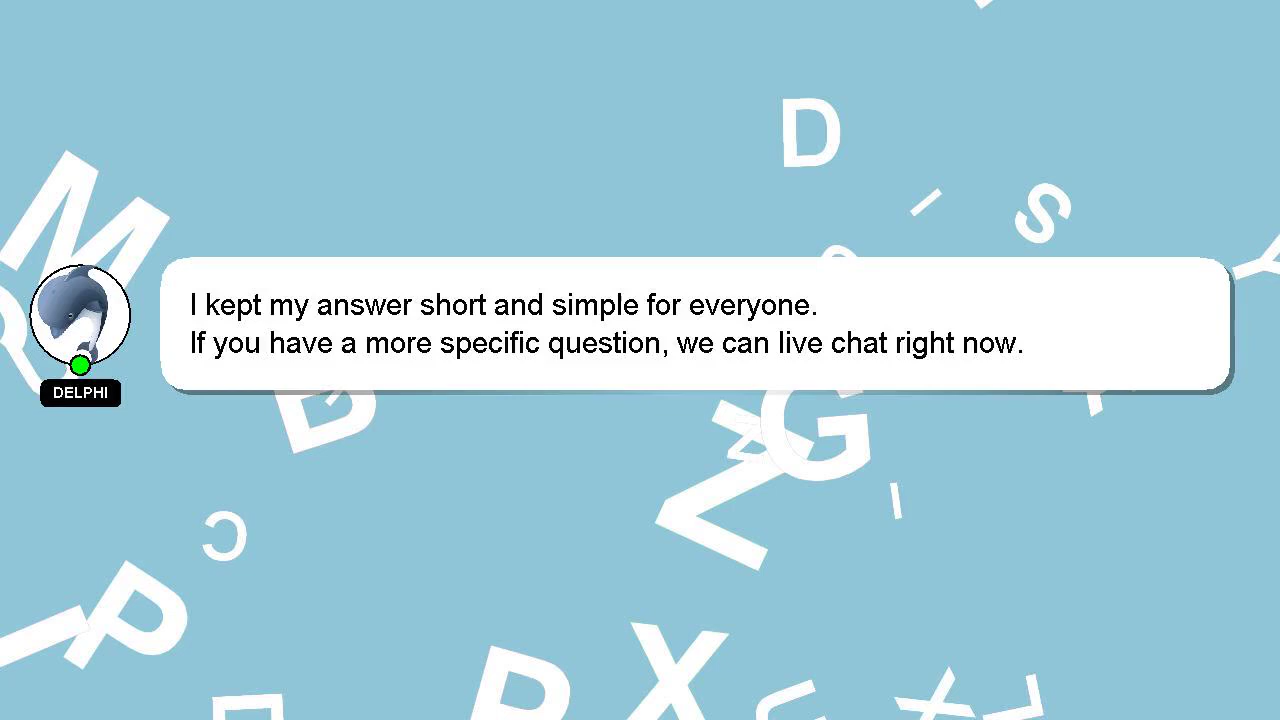 D
I
S
M
Y
I kept my answer short and simple for everyone.
If you have a more specific question, we can live chat right now.
DELPHI
B
G
Z
Z
I
C
P
X
X
L